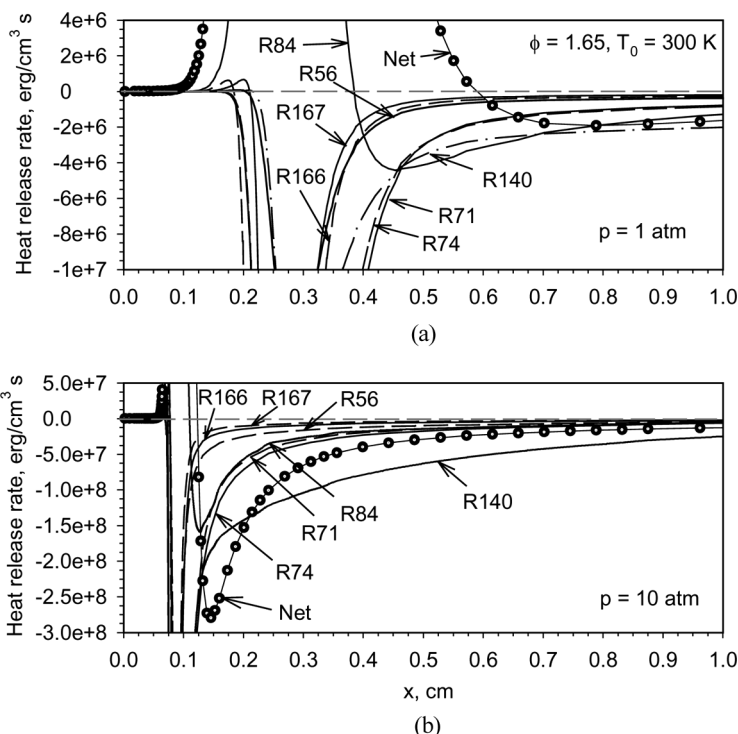 4e+6
2e+6
0
-2e+6
-4e+6
-6e+6
-8e+6
-1e+7
Heat release rate, erg/cm³ s
R84
Net
ϕ = 1.65, T₀ = 300 K
R56
R167
R166
R140
R71
R74
p = 1 atm
0.0 0.1 0.2 0.3 0.4 0.5 0.6 0.7 0.8 0.9 1.0
(a)
5.0e+7
0.0
-5.0e+7
-1.0e+8
-1.5e+8
-2.0e+8
-2.5e+8
-3.0e+8
Heat release rate, erg/cm³ s
R166 R167 R56
R140
R84
R71
R74
Net
p = 10 atm
0.0 0.1 0.2 0.3 0.4 0.5 0.6 0.7 0.8 0.9 1.0
x, cm
(b)